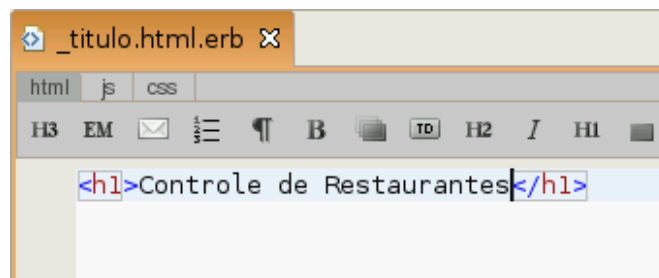 _titulo.html.erb
html js css
H3 EM B TD H2 I H1
<h1>Controle de Restaurantes</h1>